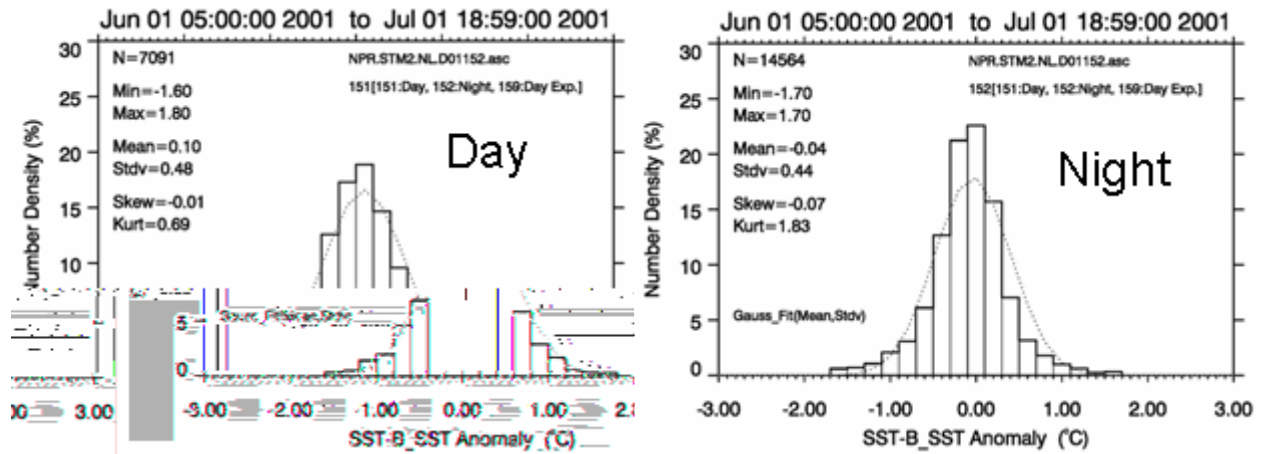 Jun 01 05:00:00 2001 to Jul 01 18:59:00 2001
30
25
20
15
10
5
0
Number Density (%)
N=7091
Min=-1.60
Max=1.80
Mean=0.10
Stdv=0.48
Skew=-0.01
Kurt=0.69
NPR.STM2.NL.D01152.asc
151[151:Day, 152:Night, 159:Day Exp.]
Day
3.00 -3.00 -2.00 -1.00 0.00 1.00
SST-B_SST Anomaly (°C)
Jun 01 05:00:00 2001 to Jul 01 18:59:00 2001
30
25
20
15
10
5
0
Number Density (%)
N=14564
Min=-1.70
Max=1.70
Mean=-0.04
Stdv=0.44
Skew=-0.07
Kurt=1.83
Gauss_Fit(Mean,Stdv)
NPR.STM2.NL.D01152.asc
152[151:Day, 152:Night, 159:Day Exp.]
Night
-3.00 -2.00 -1.00 0.00 1.00 2.00 3.00
SST-B_SST Anomaly (°C)